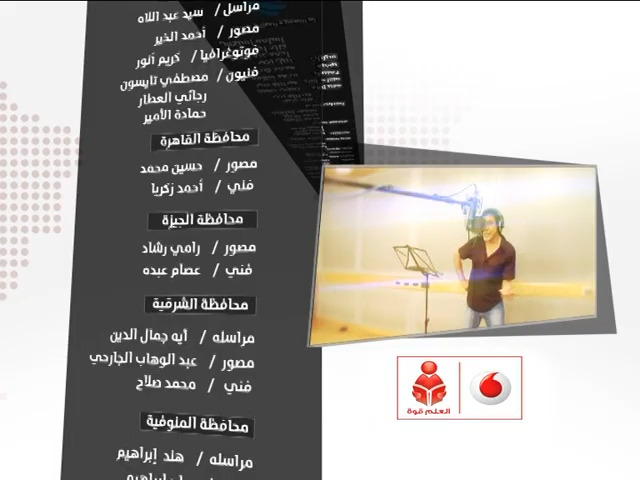 مراسل / سيد عبد اللاه
مصور / أحمد الخير
فوتوغرافيا / كريم أنور
فنيون / مصطفي تايسون
رجائي العطار
حمادة الأمير
محافظة القاهرة
مصور / حسين محمد
فني / أحمد زكريا
محافظة الجيزة
مصور / رامي رشاد
فني / عصام عبده
محافظة الشرقية
مراسله / أيه جمال الدين
مصور / عبد الوهاب الجارحي
فني / محمد صلاح
محافظة المنوفية
مراسله / هند إبراهيم
العلم قوة